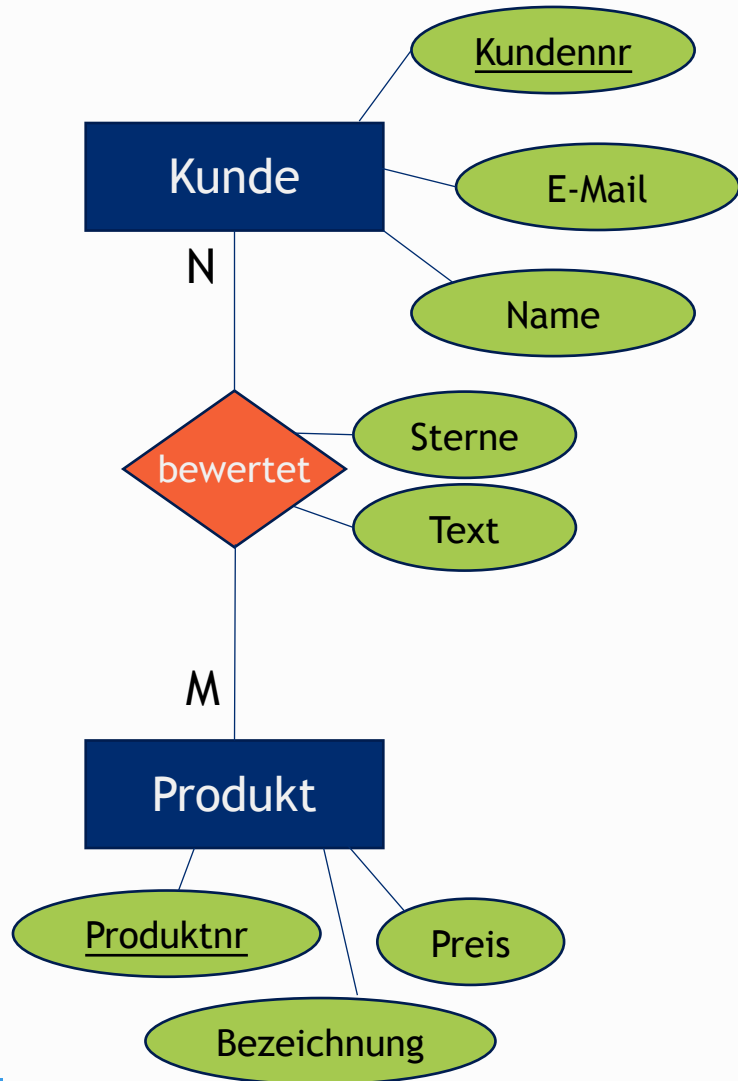 Kundennr
Kunde
E-Mail
N
Name
Sterne
bewertet
Text
M
Produkt
Produktnr
Preis
Bezeichnung